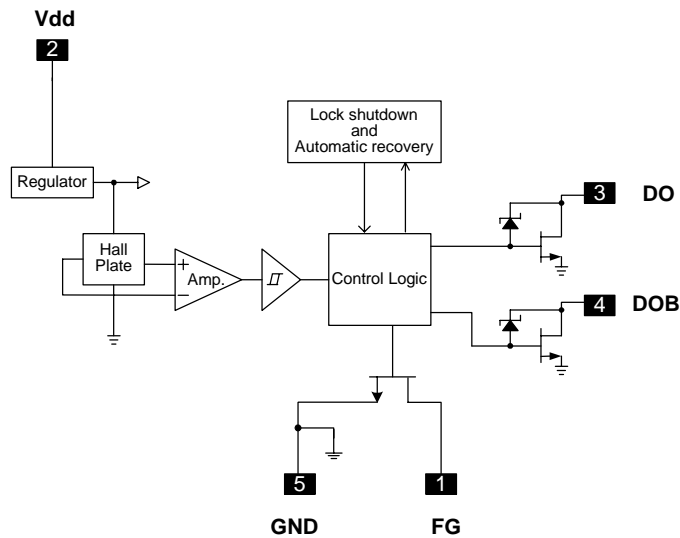 Vdd
2
Lock shutdown
and
Automatic recovery
Regulator
3 DO
Hall
Plate
+
Amp.
−
Control Logic
4 DOB
5
1
GND
FG